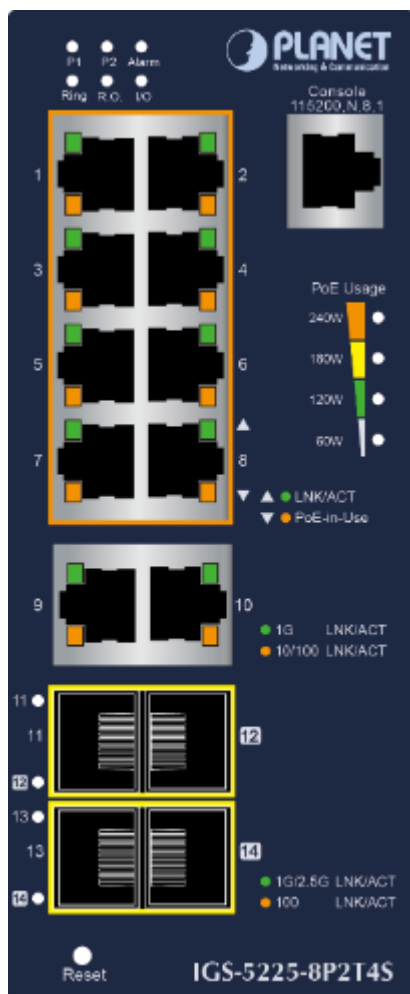 P1 P2 Alarm
Ring R.O. I/O
PLANET
Networking & Communication
Console
115200,N,8,1
1 2
3 4
5 6
7 8
PoE Usage
240W
180W
120W
60W
▲ LNK/ACT
▼ PoE-in-Use
9 10
1G LNK/ACT
10/100 LNK/ACT
11
11 12
12
13
13 14
14
1G/2.5G LNK/ACT
100 LNK/ACT
Reset
IGS-5225-8P2T4S